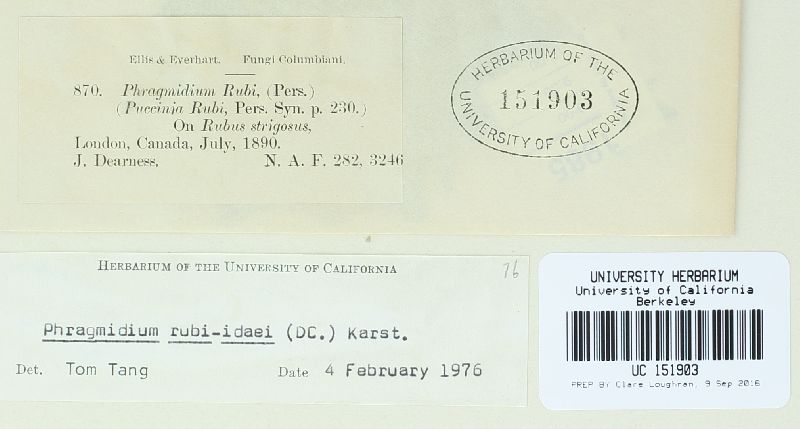 Ellis & Everhart. Fungi Columbiani.
870. Phragmidium Rubi, (Pers.)
(Puccinia Rubi, Pers. Syn. p. 230.)
On Rubus strigosus,
London, Canada, July, 1890.
J. Dearness. N. A. F. 282, 3246
HERBARIUM OF THE
151903
UNIVERSITY OF CALIFORNIA
HERBARIUM OF THE UNIVERSITY OF CALIFORNIA
76
Phragmidium rubi-idaei (DC.) Karst.
Det. Tom Tang Date 4 February 1976
UNIVERSITY HERBARIUM
University of California
Berkeley
UC 151903
PREP BY Clare Loughran, 9 Sep 2016